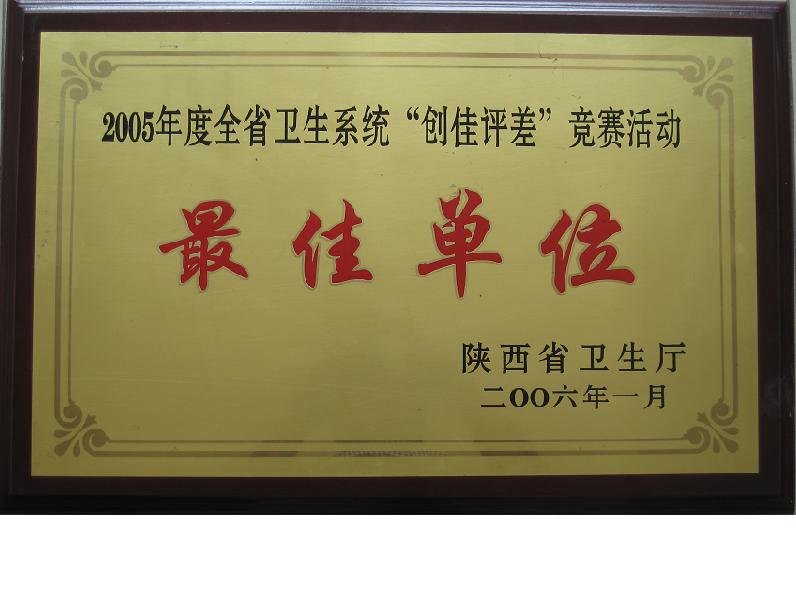 2005年度全省卫生系统“创佳评差”竞赛活动
最佳单位
陕西省卫生厅
二OO六年一月